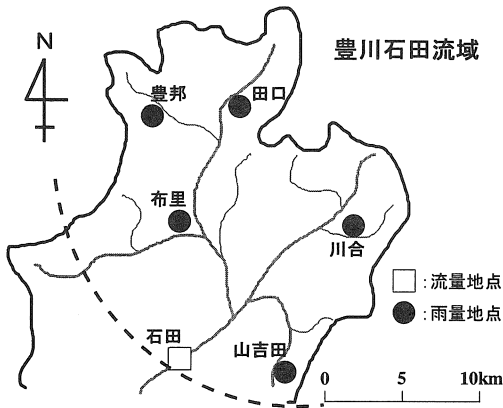 豊川石田流域
N
豊邦
田口
布里
川合
□:流量地点
●:雨量地点
石田
山吉田
0 5 10km